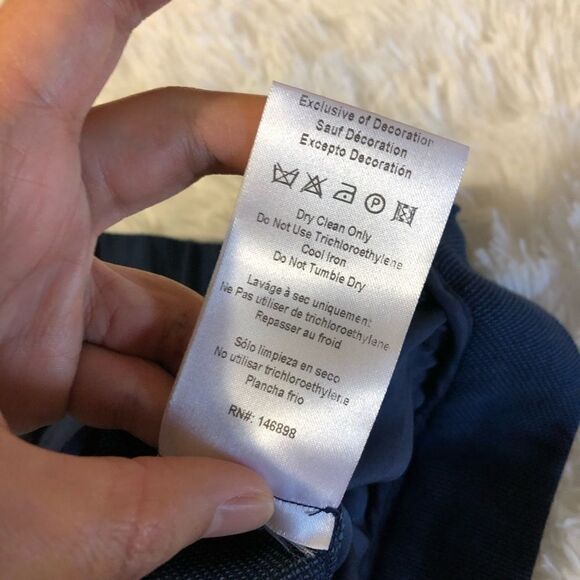 Exclusive of Decoration
Sauf Décoration
Excepto Decoratión
P
Dry Clean Only
Do Not Use Trichloroethylene
Cool Iron
Do Not Tumble Dry
Laváge à sec uniquement
Ne Pas utiliser de trichloroethylene
Repasser au froid
Sólo limpieza en seco
No utilisar trichloroethylene
Plancha frio
RN#: 146898